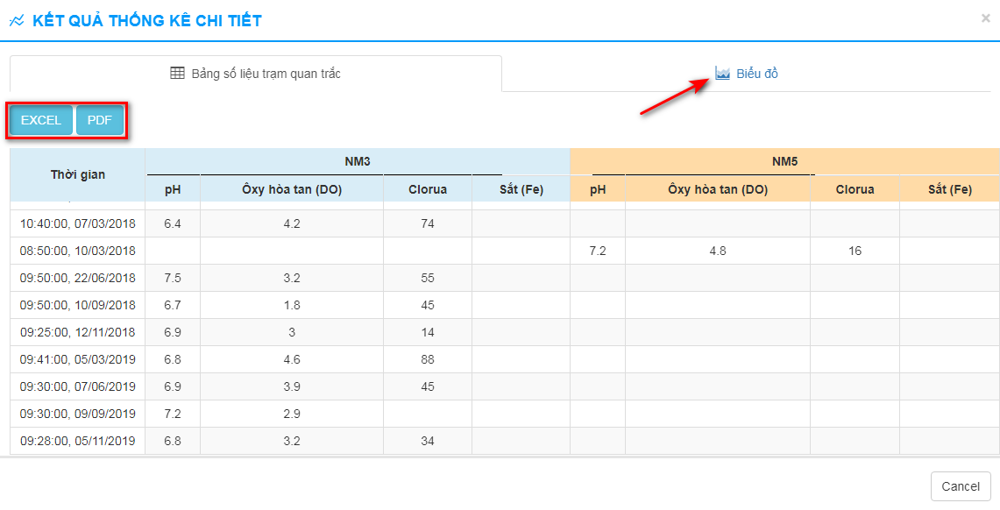 KẾT QUẢ THỐNG KÊ CHI TIẾT
×
Bảng số liệu trạm quan trắc
Biểu đồ
EXCEL PDF
Thời gian NM3 NM5
pH Ôxy hòa tan (DO) Clorua Sắt (Fe) pH Ôxy hòa tan (DO) Clorua Sắt (Fe)
10:40:00, 07/03/2018 6.4 4.2 74
08:50:00, 10/03/2018 7.2 4.8 16
09:50:00, 22/06/2018 7.5 3.2 55
09:50:00, 10/09/2018 6.7 1.8 45
09:25:00, 12/11/2018 6.9 3 14
09:41:00, 05/03/2019 6.8 4.6 88
09:30:00, 07/06/2019 6.9 3.9 45
09:30:00, 09/09/2019 7.2 2.9
09:28:00, 05/11/2019 6.8 3.2 34
Cancel